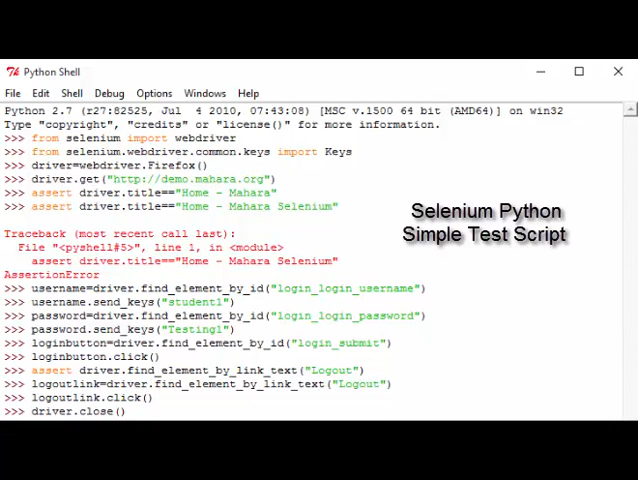 Python Shell
File Edit Shell Debug Options Windows Help
Python 2.7 (r27:82525, Jul  4 2010, 07:43:08) [MSC v.1500 64 bit (AMD64)] on win32
Type "copyright", "credits" or "license()" for more information.
>>> from selenium import webdriver
>>> from selenium.webdriver.common.keys import Keys
>>> driver=webdriver.Firefox()
>>> driver.get("http://demo.mahara.org")
>>> assert driver.title=="Home - Mahara"
>>> assert driver.title=="Home - Mahara Selenium"
Traceback (most recent call last):
  File "<pyshell#5>", line 1, in <module>
    assert driver.title=="Home - Mahara Selenium"
AssertionError
>>> username=driver.find_element_by_id("login_login_username")
>>> username.send_keys("student1")
>>> password=driver.find_element_by_id("login_login_password")
>>> password.send_keys("Testing1")
>>> loginbutton=driver.find_element_by_id("login_submit")
>>> loginbutton.click()
>>> assert driver.find_element_by_link_text("Logout")
>>> logoutlink=driver.find_element_by_link_text("Logout")
>>> logoutlink.click()
>>> driver.close()
Selenium Python
Simple Test Script